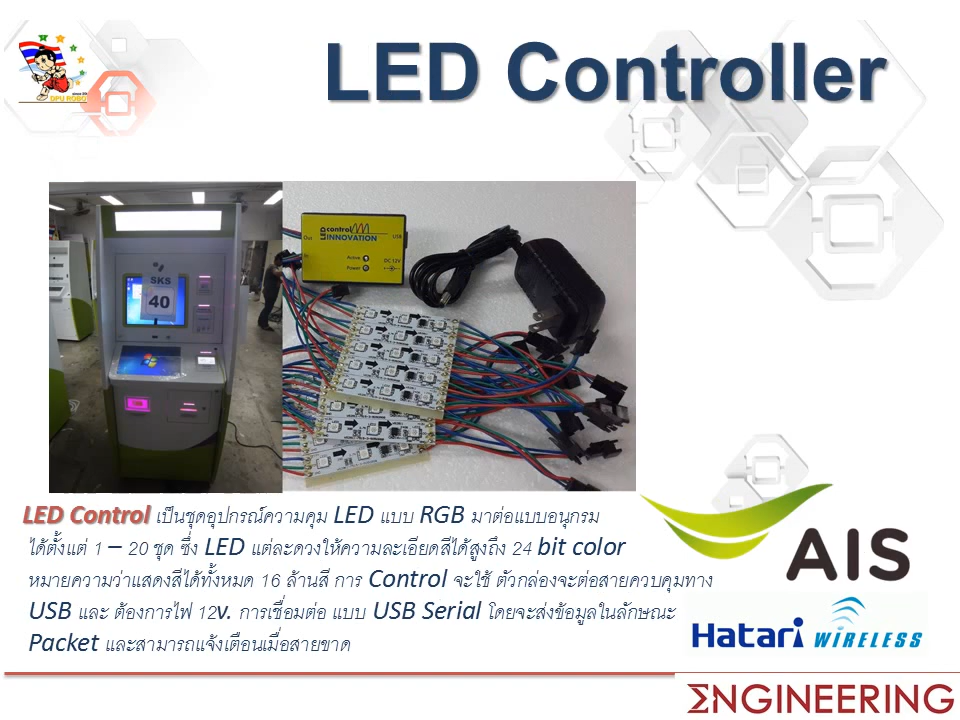 LED Controller
DPU ROBOT
SKS
40
LED control
INNOVATION
Out
USB
In
Active
Power
DC 12V
LED Control เป็นชุดอุปกรณ์ความคุม LED แบบ RGB มาต่อแบบอนุกรม
ได้ตั้งแต่ 1 – 20 ชุด ซึ่ง LED แต่ละดวงให้ความละเอียดสีได้สูงถึง 24 bit color
หมายความว่าแสดงสีได้ทั้งหมด 16 ล้านสี การ Control จะใช้ ตัวกล่องจะต่อสายควบคุมทาง
USB และ ต้องการไฟ 12v. การเชื่อมต่อ แบบ USB Serial โดยจะส่งข้อมูลในลักษณะ
Packet และสามารถแจ้งเตือนเมื่อสายขาด
AIS
Hatari WIRELESS
ENGINEERING